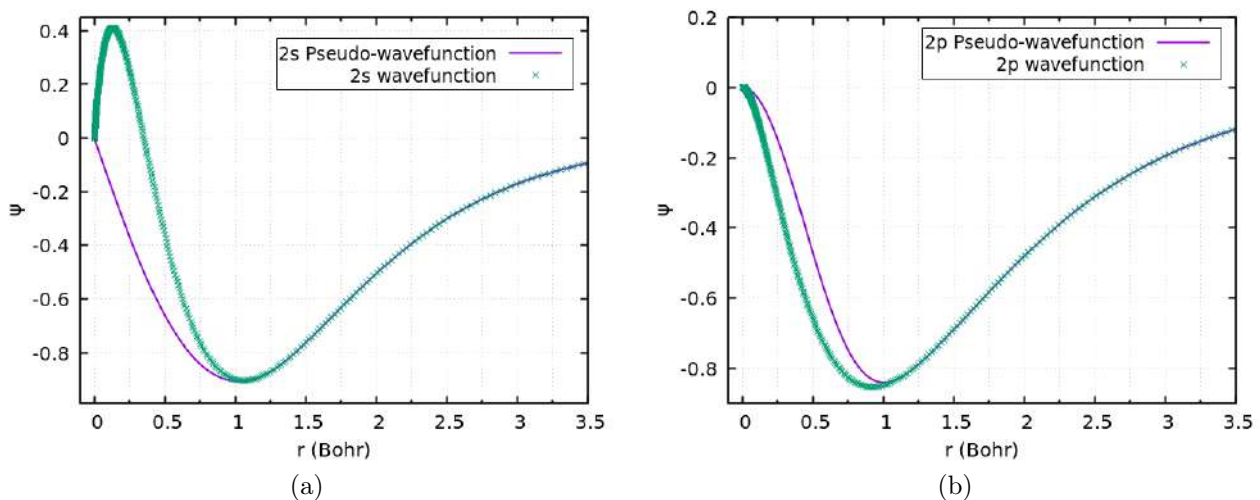 0.4
0.2
0
-0.2
-0.4
-0.6
-0.8
ψ
2s Pseudo-wavefunction
2s wavefunction
0 0.5 1 1.5 2 2.5 3 3.5
r (Bohr)
(a)
0.2
0
-0.2
-0.4
-0.6
-0.8
ψ
2p Pseudo-wavefunction
2p wavefunction
0 0.5 1 1.5 2 2.5 3 3.5
r (Bohr)
(b)